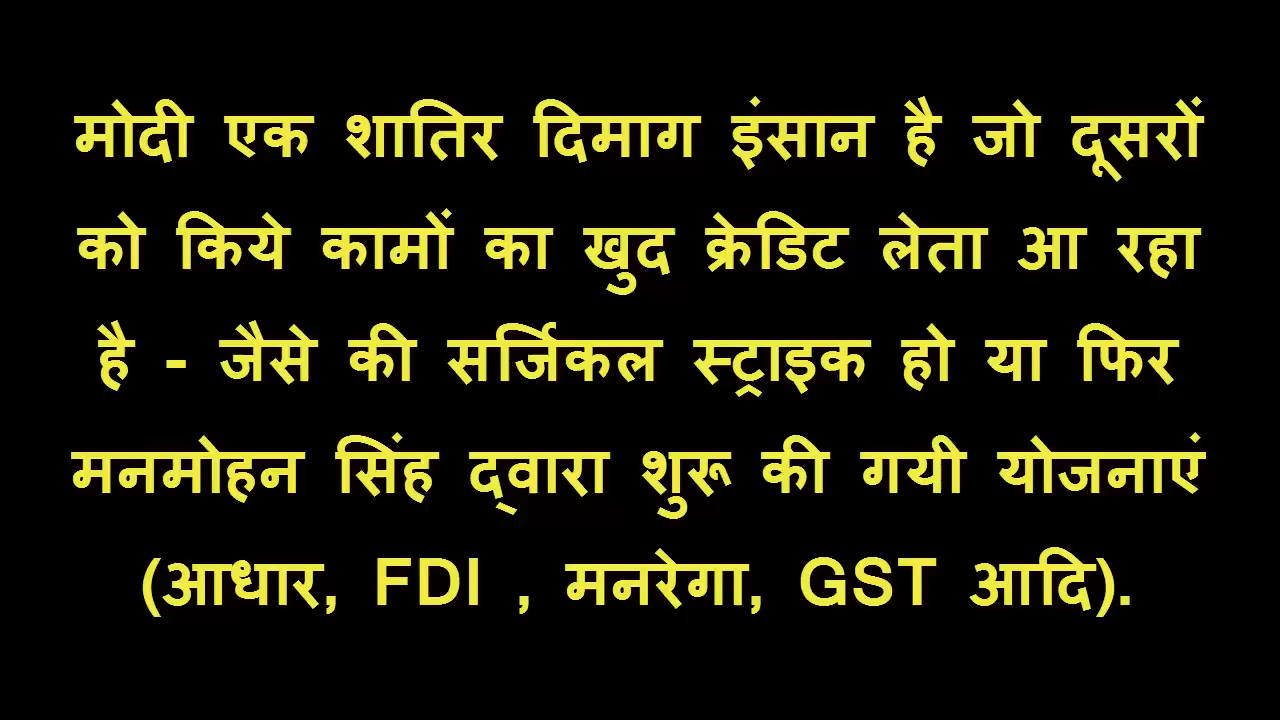 मोदी एक शातिर दिमाग इंसान है जो दूसरों
को किये कामों का खुद क्रेडिट लेता आ रहा
है - जैसे की सर्जिकल स्ट्राइक हो या फिर
मनमोहन सिंह द्वारा शुरू की गयी योजनाएं
(आधार, FDI , मनरेगा, GST आदि).